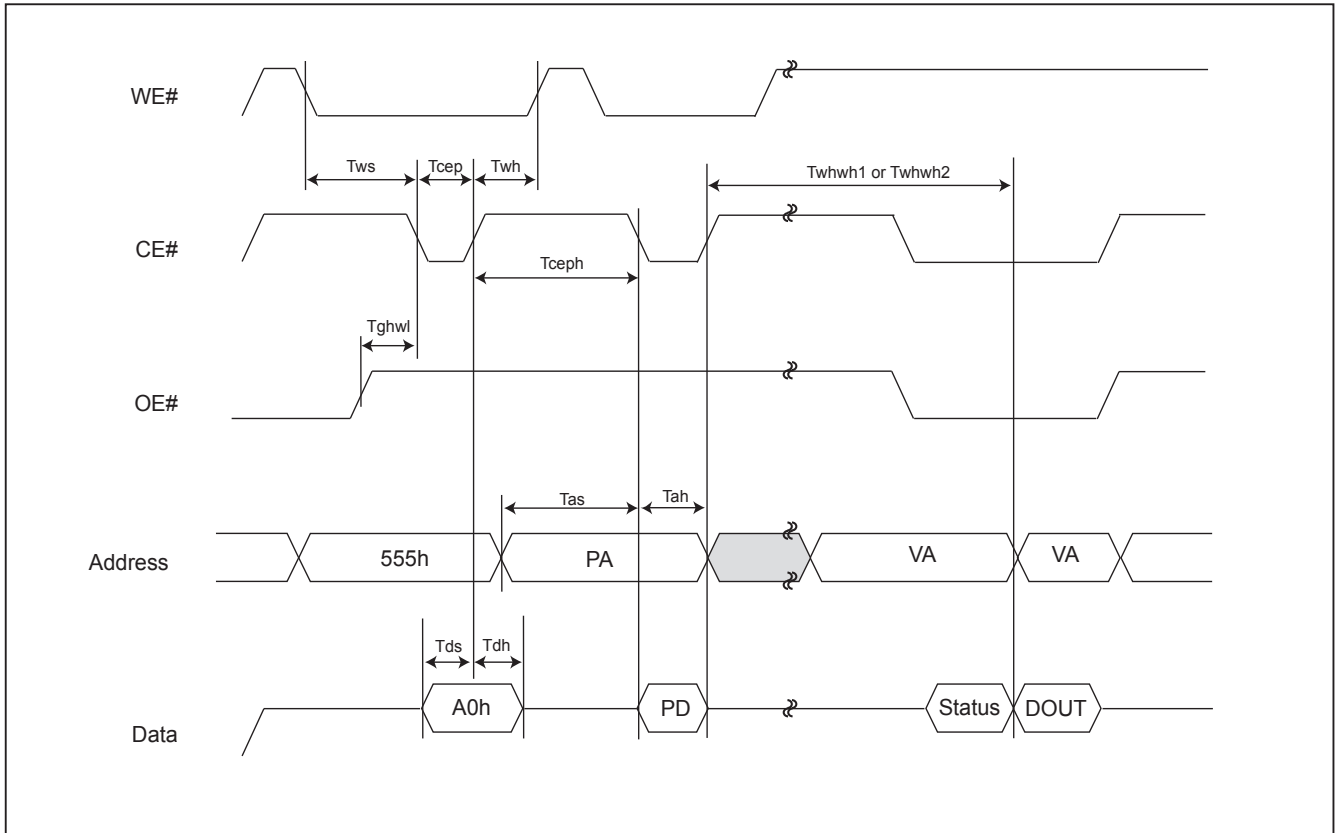 WE#
Tws Tcep Twh
Twhwh1 or Twhwh2
CE#
Tceph
Tghwl
OE#
Tas Tah
Address 555h PA VA VA
Tds Tdh
Data A0h PD Status DOUT